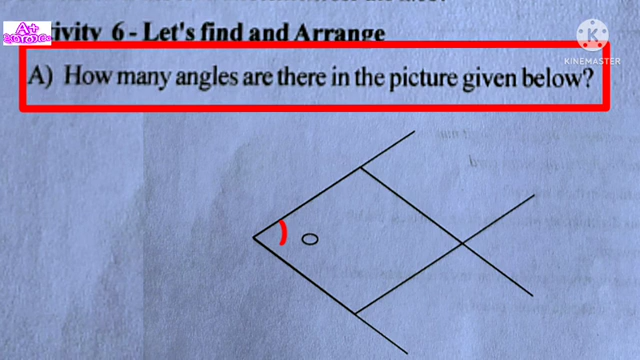 A+
ivity 6 - Let's find and Arrange
KINEMASTER
A) How many angles are there in the picture given below?